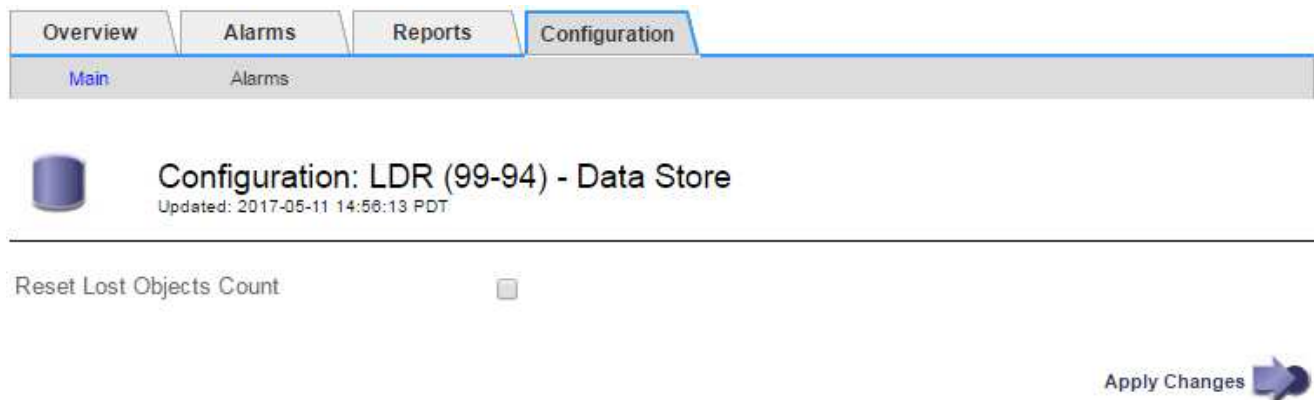 Overview Alarms Reports Configuration
Main Alarms
Configuration: LDR (99-94) - Data Store
Updated: 2017-05-11 14:56:13 PDT
Reset Lost Objects Count
Apply Changes